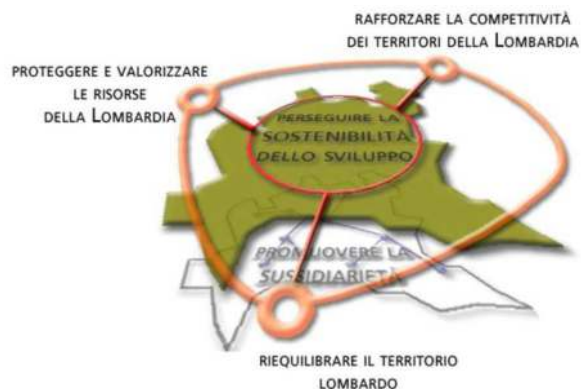 RAFFORZARE LA COMPETITIVITÀ
DEI TERRITORI DELLA LOMBARDIA
PROTEGGERE E VALORIZZARE
LE RISORSE
DELLA LOMBARDIA
PERSEGUIRE LA
SOSTENIBILITÀ
DELLO SVILUPPO
PROMUOVERE LA
SUSSIDIARIETÀ
RIEQUILIBRARE IL TERRITORIO
LOMBARDO